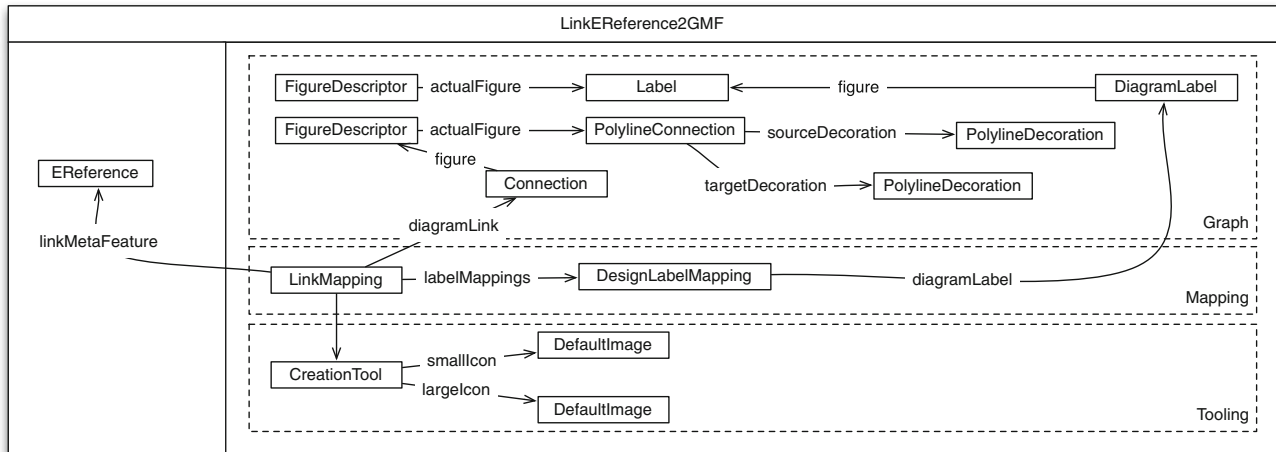 LinkEReference2GMF
FigureDescriptor actualFigure Label figure DiagramLabel
FigureDescriptor actualFigure PolylineConnection sourceDecoration PolylineDecoration
figure
EReference
Connection targetDecoration PolylineDecoration
diagramLink Graph
linkMetaFeature
LinkMapping labelMappings DesignLabelMapping diagramLabel
Mapping
smallIcon DefaultImage
CreationTool
largeIcon
DefaultImage Tooling